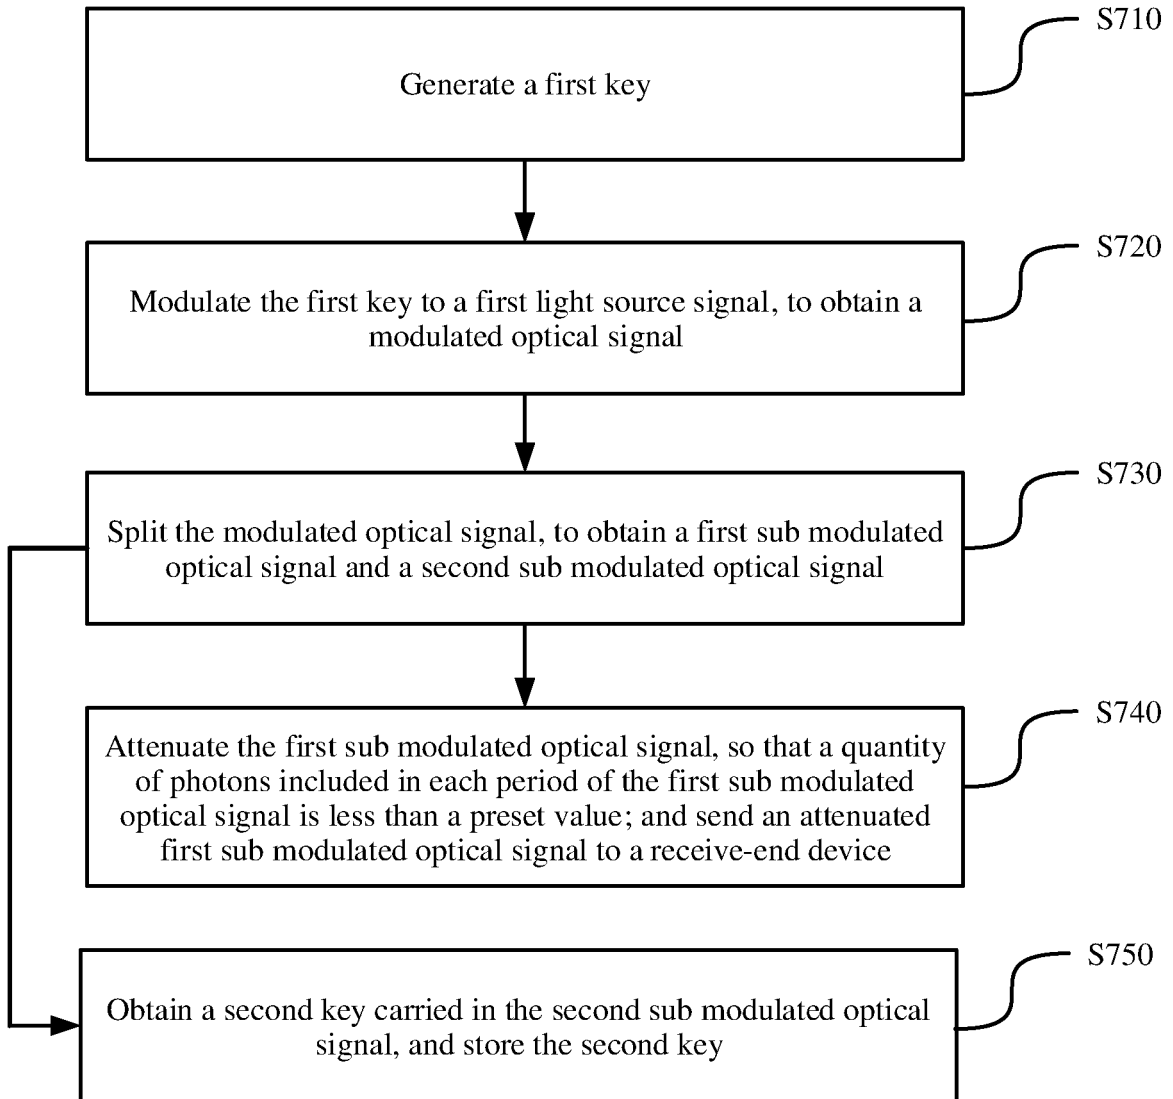 S710
Generate a first key
S720
Modulate the first key to a first light source signal, to obtain a
modulated optical signal
S730
Split the modulated optical signal, to obtain a first sub modulated
optical signal and a second sub modulated optical signal
S740
Attenuate the first sub modulated optical signal, so that a quantity
of photons included in each period of the first sub modulated
optical signal is less than a preset value; and send an attenuated
first sub modulated optical signal to a receive-end device
S750
Obtain a second key carried in the second sub modulated optical
signal, and store the second key